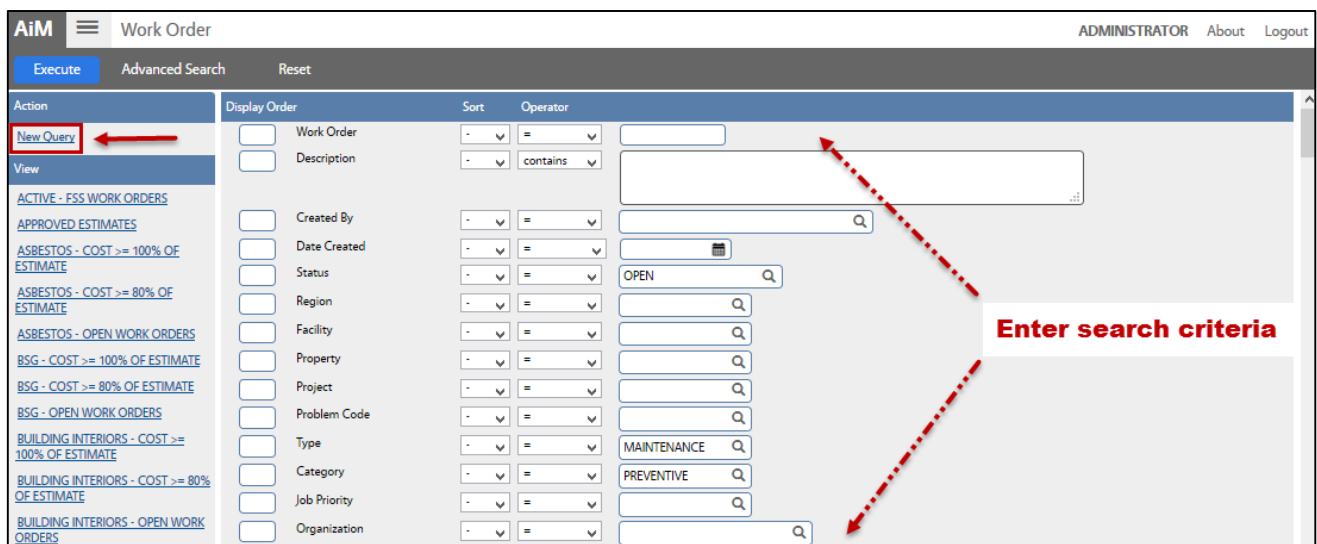 AiM Work Order ADMINISTRATOR About Logout
Execute Advanced Search Reset
Action
New Query
View
ACTIVE - FSS WORK ORDERS
APPROVED ESTIMATES
ASBESTOS - COST >= 100% OF
ESTIMATE
ASBESTOS - COST >= 80% OF
ESTIMATE
ASBESTOS - OPEN WORK ORDERS
BSG - COST >= 100% OF ESTIMATE
BSG - COST >= 80% OF ESTIMATE
BSG - OPEN WORK ORDERS
BUILDING INTERIORS - COST >=
100% OF ESTIMATE
BUILDING INTERIORS - COST >= 80%
OF ESTIMATE
BUILDING INTERIORS - OPEN WORK
ORDERS
Display Order Sort Operator
Work Order - =
Description - contains
Created By - =
Date Created - =
Status - = OPEN
Region - =
Facility - =
Property - =
Project - =
Problem Code - =
Type - = MAINTENANCE
Category - = PREVENTIVE
Job Priority - =
Organization - =
Enter search criteria